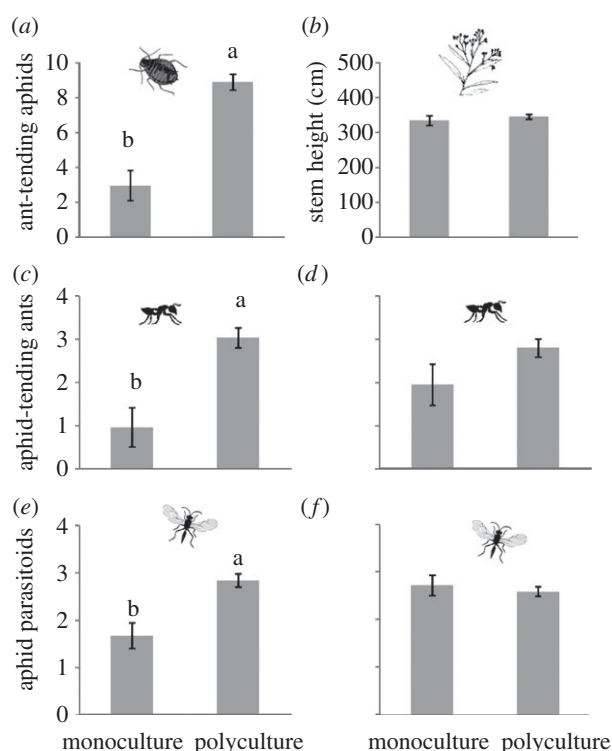 (a)
ant-tending aphids
10
8
6
4
2
0
b
a
(b)
stem height (cm)
500
400
300
200
100
0
(c)
aphid-tending ants
4
3
2
1
0
b
a
(d)
(e)
aphid parasitoids
4
3
2
1
0
b
a
monoculture polyculture
(f)
monoculture polyculture